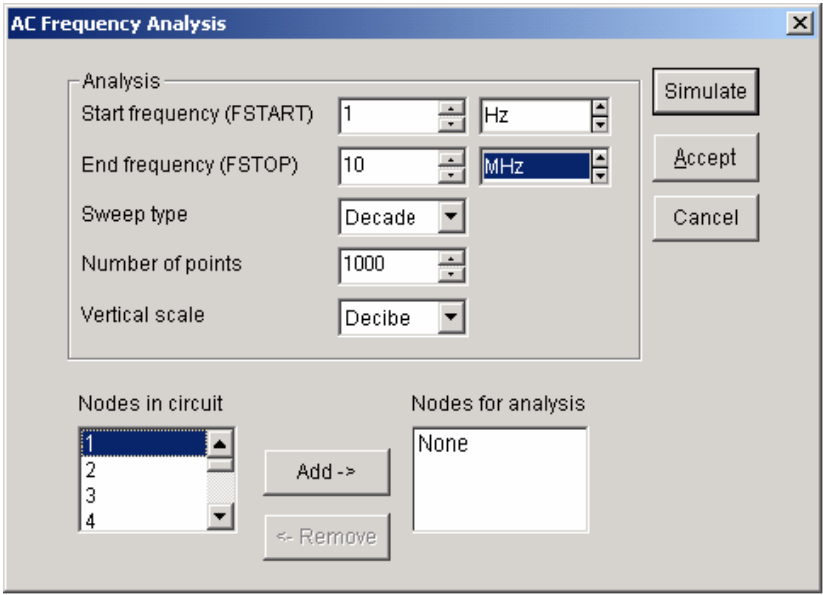 AC Frequency Analysis
Analysis
Start frequency (FSTART) 1 Hz
End frequency (FSTOP) 10 MHz
Sweep type Decade
Number of points 1000
Vertical scale Decibe
Simulate
Accept
Cancel
Nodes in circuit
1
2
3
4
Add ->
<- Remove
Nodes for analysis
None